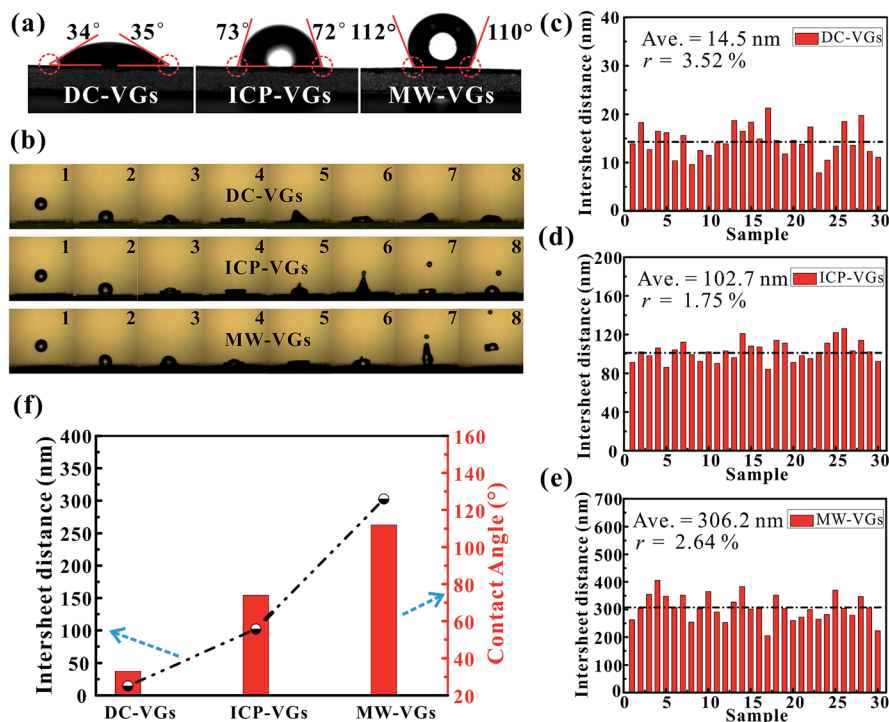 (a)
34° 35°
DC-VGs
73° 72°
ICP-VGs
112° 110°
MW-VGs
(b)
1 2 3 4 5 6 7 8
DC-VGs
1 2 3 4 5 6 7 8
ICP-VGs
1 2 3 4 5 6 7 8
MW-VGs
(c)
Ave. = 14.5 nm
r = 3.52 %
DC-VGs
Intersheet distance (nm)
40
30
20
10
0
0 5 10 15 20 25 30
Sample
(d)
Ave. = 102.7 nm
r = 1.75 %
ICP-VGs
Intersheet distance (nm)
200
160
120
80
40
0
0 5 10 15 20 25 30
Sample
(e)
Ave. = 306.2 nm
r = 2.64 %
MW-VGs
Intersheet distance (nm)
700
600
500
400
300
200
100
0
0 5 10 15 20 25 30
Sample
(f)
Intersheet distance (nm)
400
350
300
250
200
150
100
50
0
Contact Angle (°)
160
140
120
100
80
60
40
20
DC-VGs ICP-VGs MW-VGs